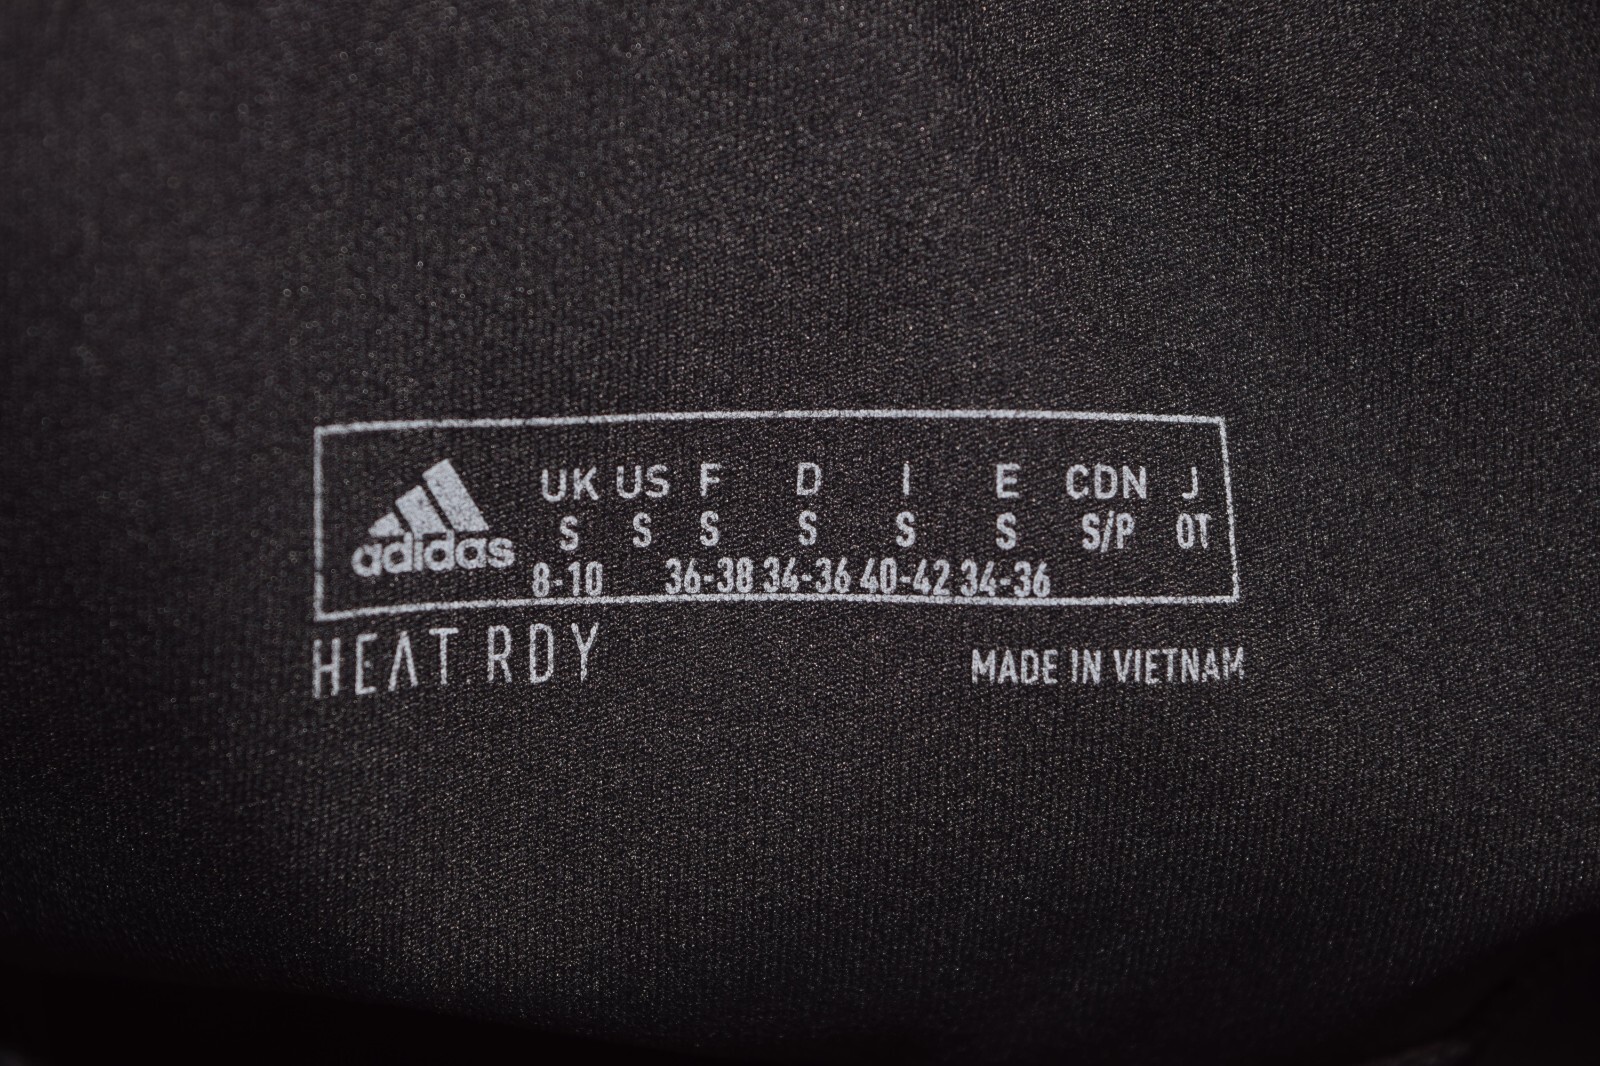 adidas
UK US F D I E CDN J
S S S S S S S/P OT
8-10 36-38 34-36 40-42 34-36
HEAT.RDY
MADE IN VIETNAM